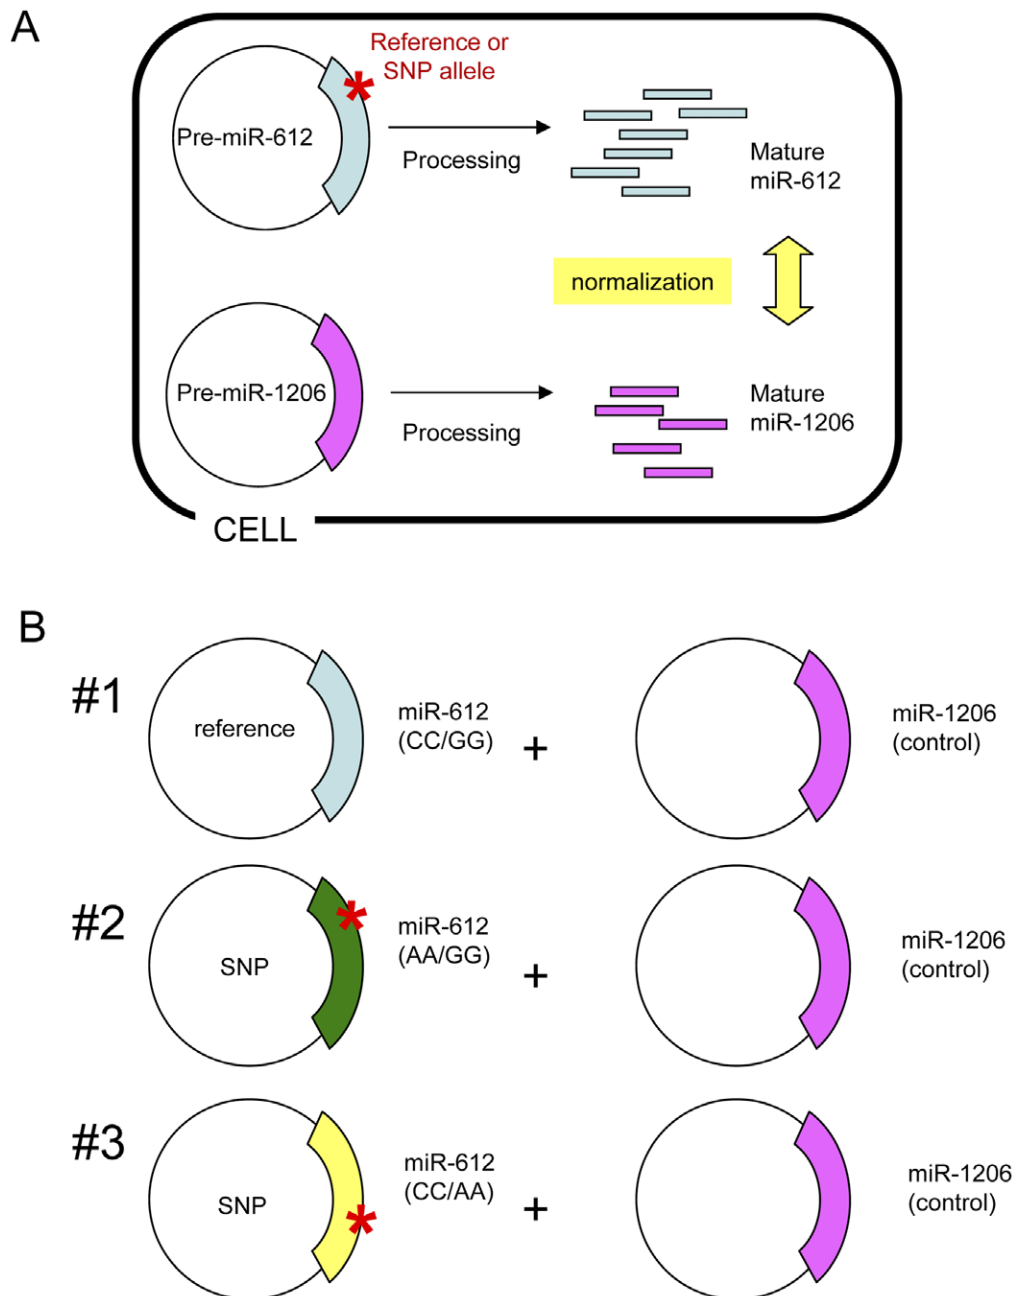 A
Reference or
SNP allele
Pre-miR-612
Processing
Mature
miR-612
normalization
Pre-miR-1206
Processing
Mature
miR-1206
CELL
B
#1
reference
miR-612
(CC/GG)
+
miR-1206
(control)
#2
SNP
miR-612
(AA/GG)
+
miR-1206
(control)
#3
SNP
miR-612
(CC/AA)
+
miR-1206
(control)